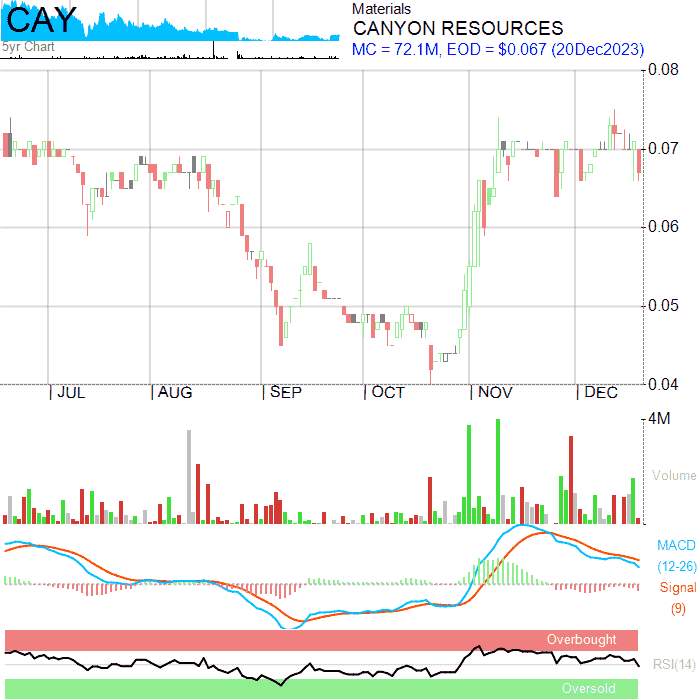 CAY
5yr Chart
Materials
CANYON RESOURCES
MC = 72.1M, EOD = $0.067 (20Dec2023)
0.08
0.07
0.06
0.05
0.04
JUL AUG SEP OCT NOV DEC
4M
Volume
MACD
(12-26)
Signal
(9)
Overbought
RSI(14)
Oversold